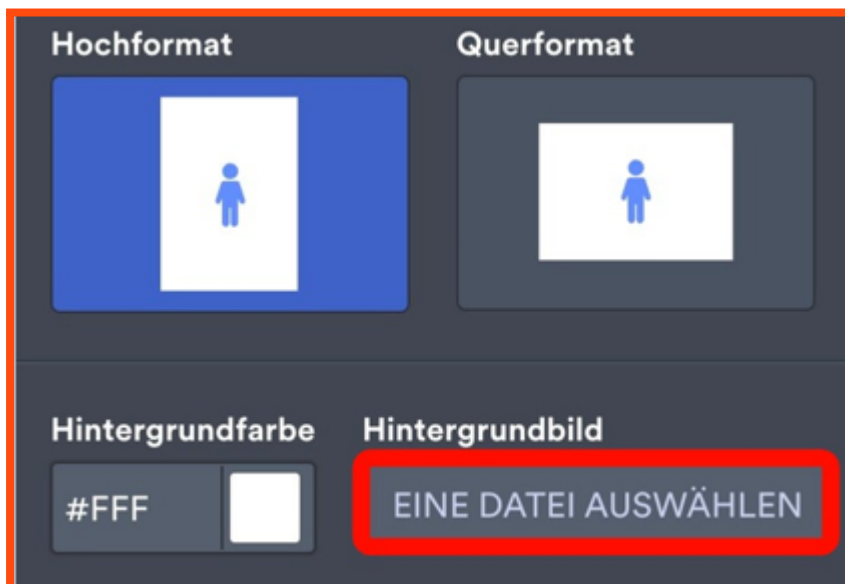 Hochformat
Querformat
Hintergrundfarbe
Hintergrundbild
#FFF
EINE DATEI AUSWÄHLEN